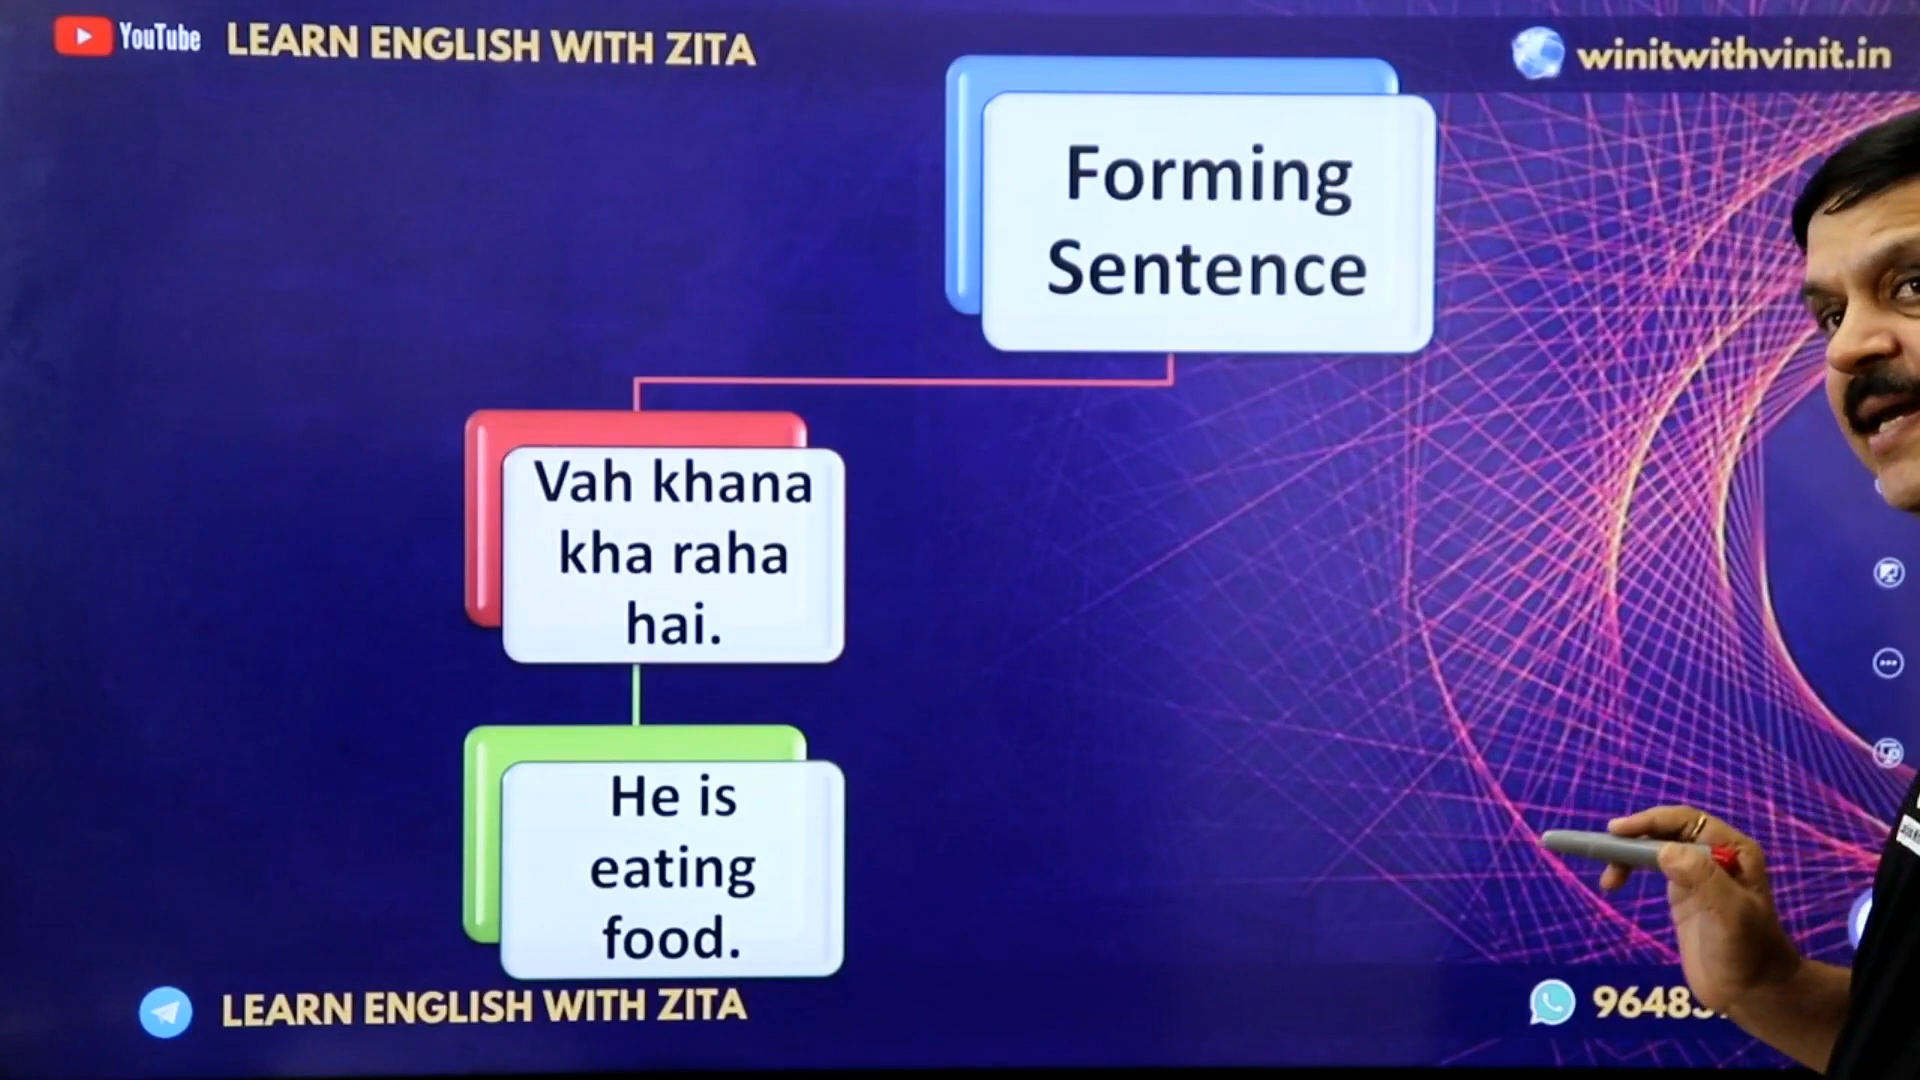 YouTube LEARN ENGLISH WITH ZITA
winitwithvinit.in
Forming
Sentence
Vah khana
kha raha
hai.
He is
eating
food.
LEARN ENGLISH WITH ZITA
9648